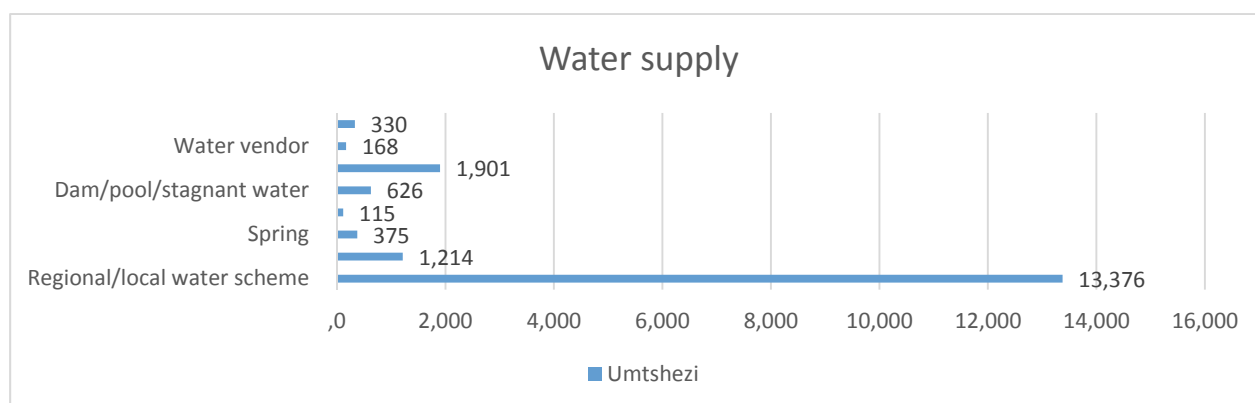 Water supply
330
Water vendor 168
1,901
Dam/pool/stagnant water 626
115
Spring 375
1,214
Regional/local water scheme 13,376
,0 2,000 4,000 6,000 8,000 10,000 12,000 14,000 16,000
Umtshezi